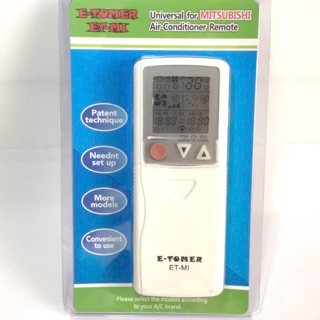 E-TOMER
ET-MI
Universal for MITSUBISHI
Air-Conditioner Remote
Patent
technique
Neednt
set up
More
models
Convenient
to use
E-TOMER
ET-MI
Please select the models according
to your A/C brand.